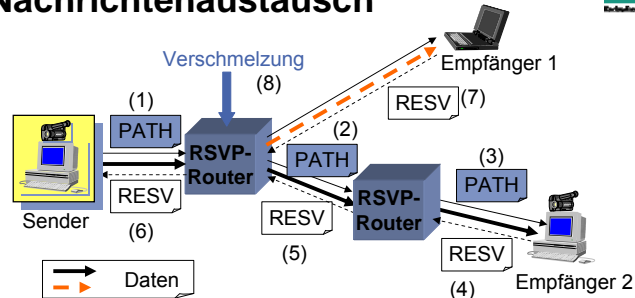 Nachrichtenaustausch
Verschmelzung
(8)
Empfänger 1
(1)
PATH
RESV
(7)
RSVP-
Router
(2)
PATH
(3)
PATH
RSVP-
Router
RESV
Sender
(6)
RESV
(5)
RESV
(4)
Empfänger 2
Daten